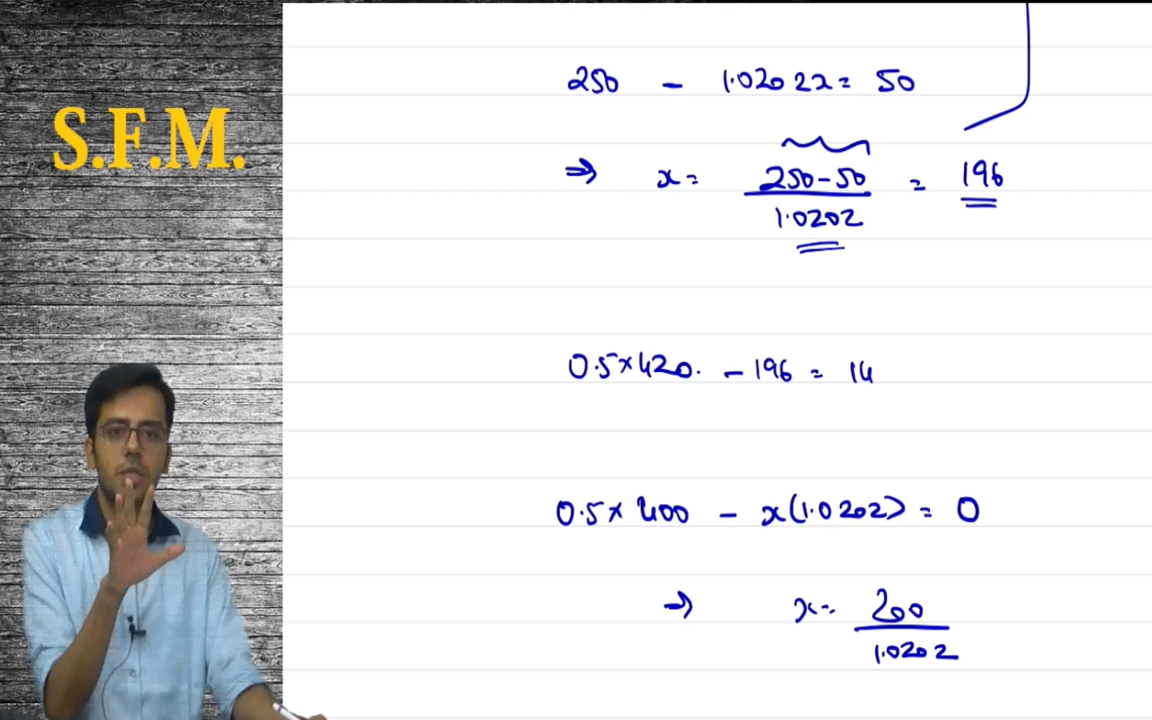 S.F.M.
250 - 1.0202x = 50
⇒ x = 250-50 / 1.0202 = 196
0.5×420. - 196 = 14
0.5× 400 - x(1.0202) = 0
→ x = 200 / 1.0202